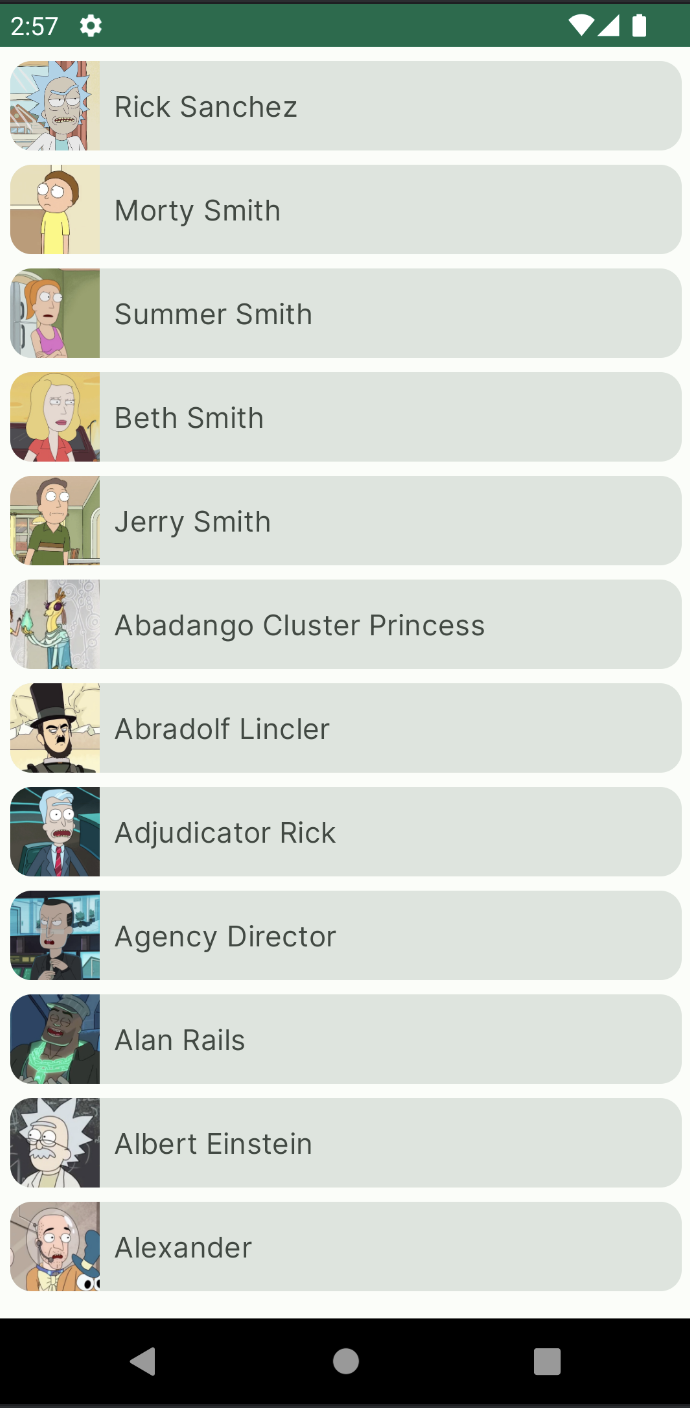 2:57
Rick Sanchez
Morty Smith
Summer Smith
Beth Smith
Jerry Smith
Abadango Cluster Princess
Abradolf Lincler
Adjudicator Rick
Agency Director
Alan Rails
Albert Einstein
Alexander